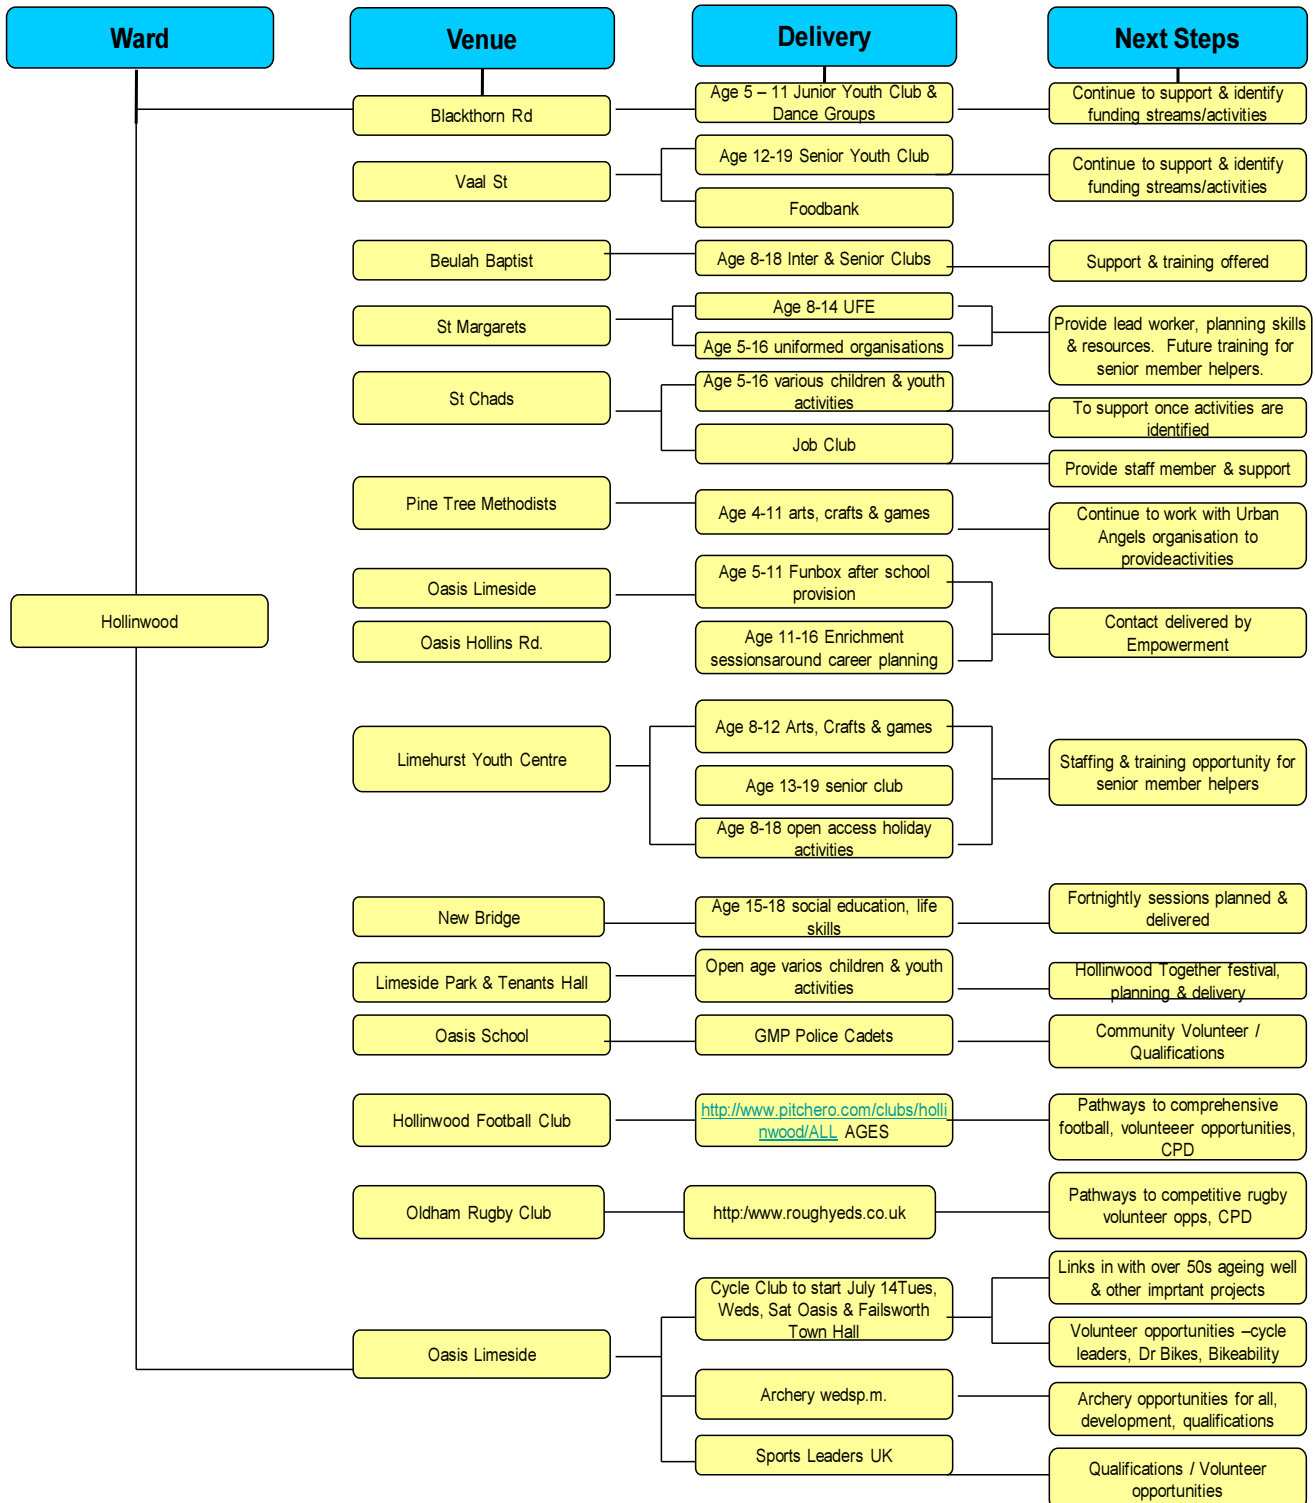 Ward
Venue
Delivery
Next Steps
Hollinwood
Blackthorn Rd
Age 5 – 11 Junior Youth Club &
Dance Groups
Continue to support & identify
funding streams/activities
Vaal St
Age 12-19 Senior Youth Club
Foodbank
Continue to support & identify
funding streams/activities
Beulah Baptist
Age 8-18 Inter & Senior Clubs
Support & training offered
St Margarets
Age 8-14 UFE
Age 5-16 uniformed organisations
Provide lead worker, planning skills
& resources. Future training for
senior member helpers.
St Chads
Age 5-16 various children & youth
activities
To support once activities are
identified
Job Club
Provide staff member & support
Pine Tree Methodists
Age 4-11 arts, crafts & games
Continue to work with Urban
Angels organisation to
provideactivities
Oasis Limeside
Age 5-11 Funbox after school
provision
Oasis Hollins Rd.
Age 11-16 Enrichment
sessionsaround career planning
Contact delivered by
Empowerment
Limehurst Youth Centre
Age 8-12 Arts, Crafts & games
Age 13-19 senior club
Age 8-18 open access holiday
activities
Staffing & training opportunity for
senior member helpers
New Bridge
Age 15-18 social education, life
skills
Fortnightly sessions planned &
delivered
Limeside Park & Tenants Hall
Open age varios children & youth
activities
Hollinwood Together festival,
planning & delivery
Oasis School
GMP Police Cadets
Community Volunteer /
Qualifications
Hollinwood Football Club
http://www.pitchero.com/clubs/holli
nwood/ALL AGES
Pathways to comprehensive
football, volunteeer opportunities,
CPD
Oldham Rugby Club
http:/www.roughyeds.co.uk
Pathways to competitive rugby
volunteer opps, CPD
Oasis Limeside
Cycle Club to start July 14Tues,
Weds, Sat Oasis & Failsworth
Town Hall
Links in with over 50s ageing well
& other imprtant projects
Volunteer opportunities –cycle
leaders, Dr Bikes, Bikeability
Archery wedsp.m.
Archery opportunities for all,
development, qualifications
Sports Leaders UK
Qualifications / Volunteer
opportunities